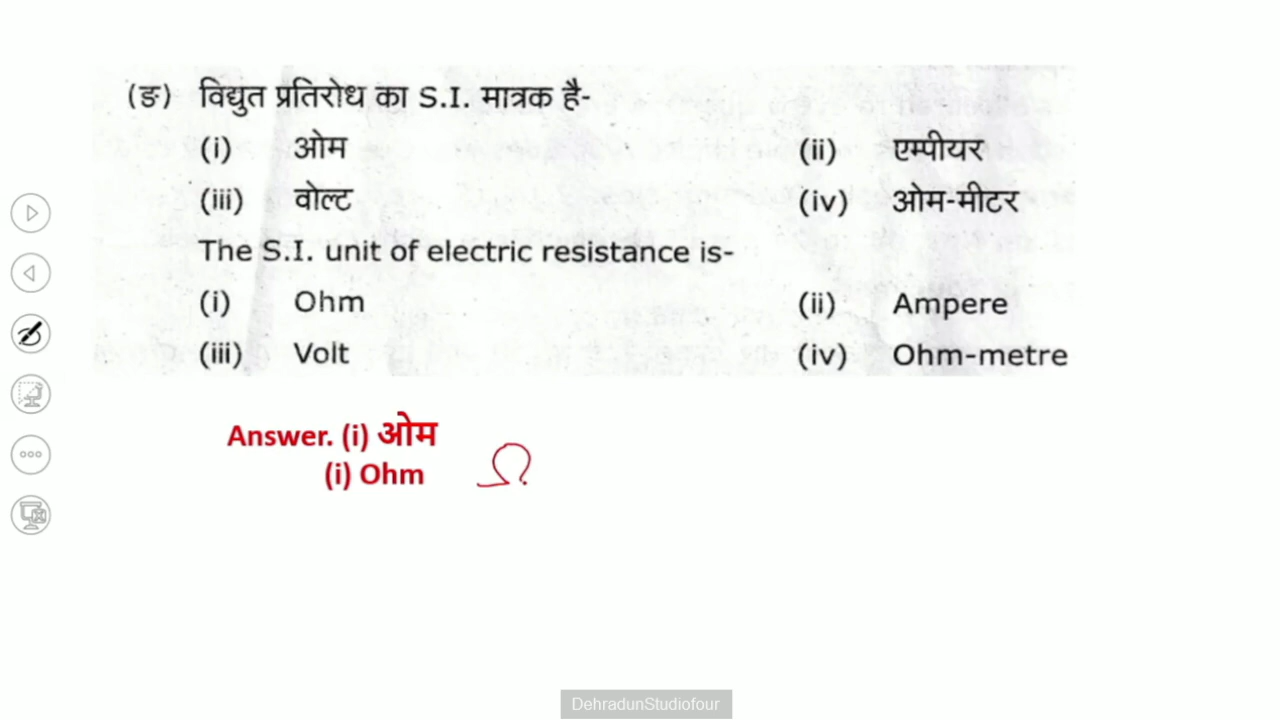 (ङ) विद्युत प्रतिरोध का S.I. मात्रक है-
(i) ओम (ii) एम्पीयर
(iii) वोल्ट (iv) ओम-मीटर
The S.I. unit of electric resistance is-
(i) Ohm (ii) Ampere
(iii) Volt (iv) Ohm-metre
Answer. (i) ओम
(i) Ohm Ω
DehradunStudiofour